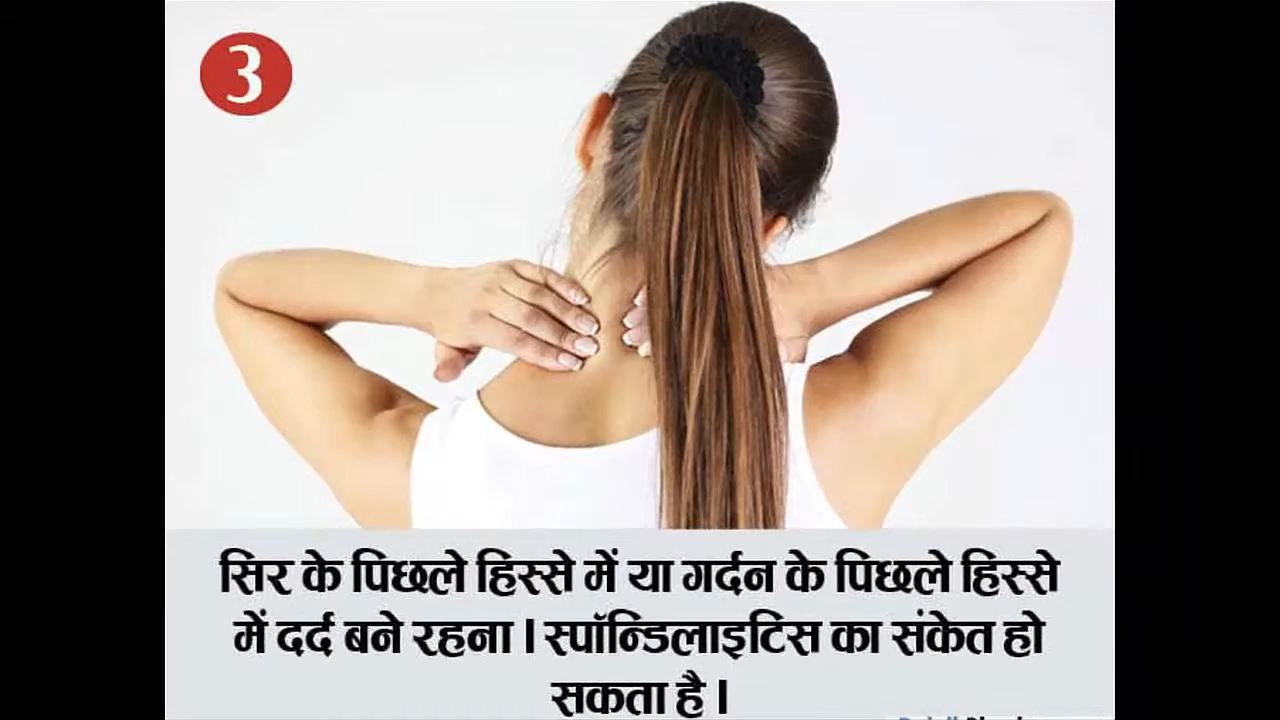 3
सिर के पिछले हिस्से में या गर्दन के पिछले हिस्से
में दर्द बने रहना । स्पॉन्डिलाइटिस का संकेत हो
सकता है ।